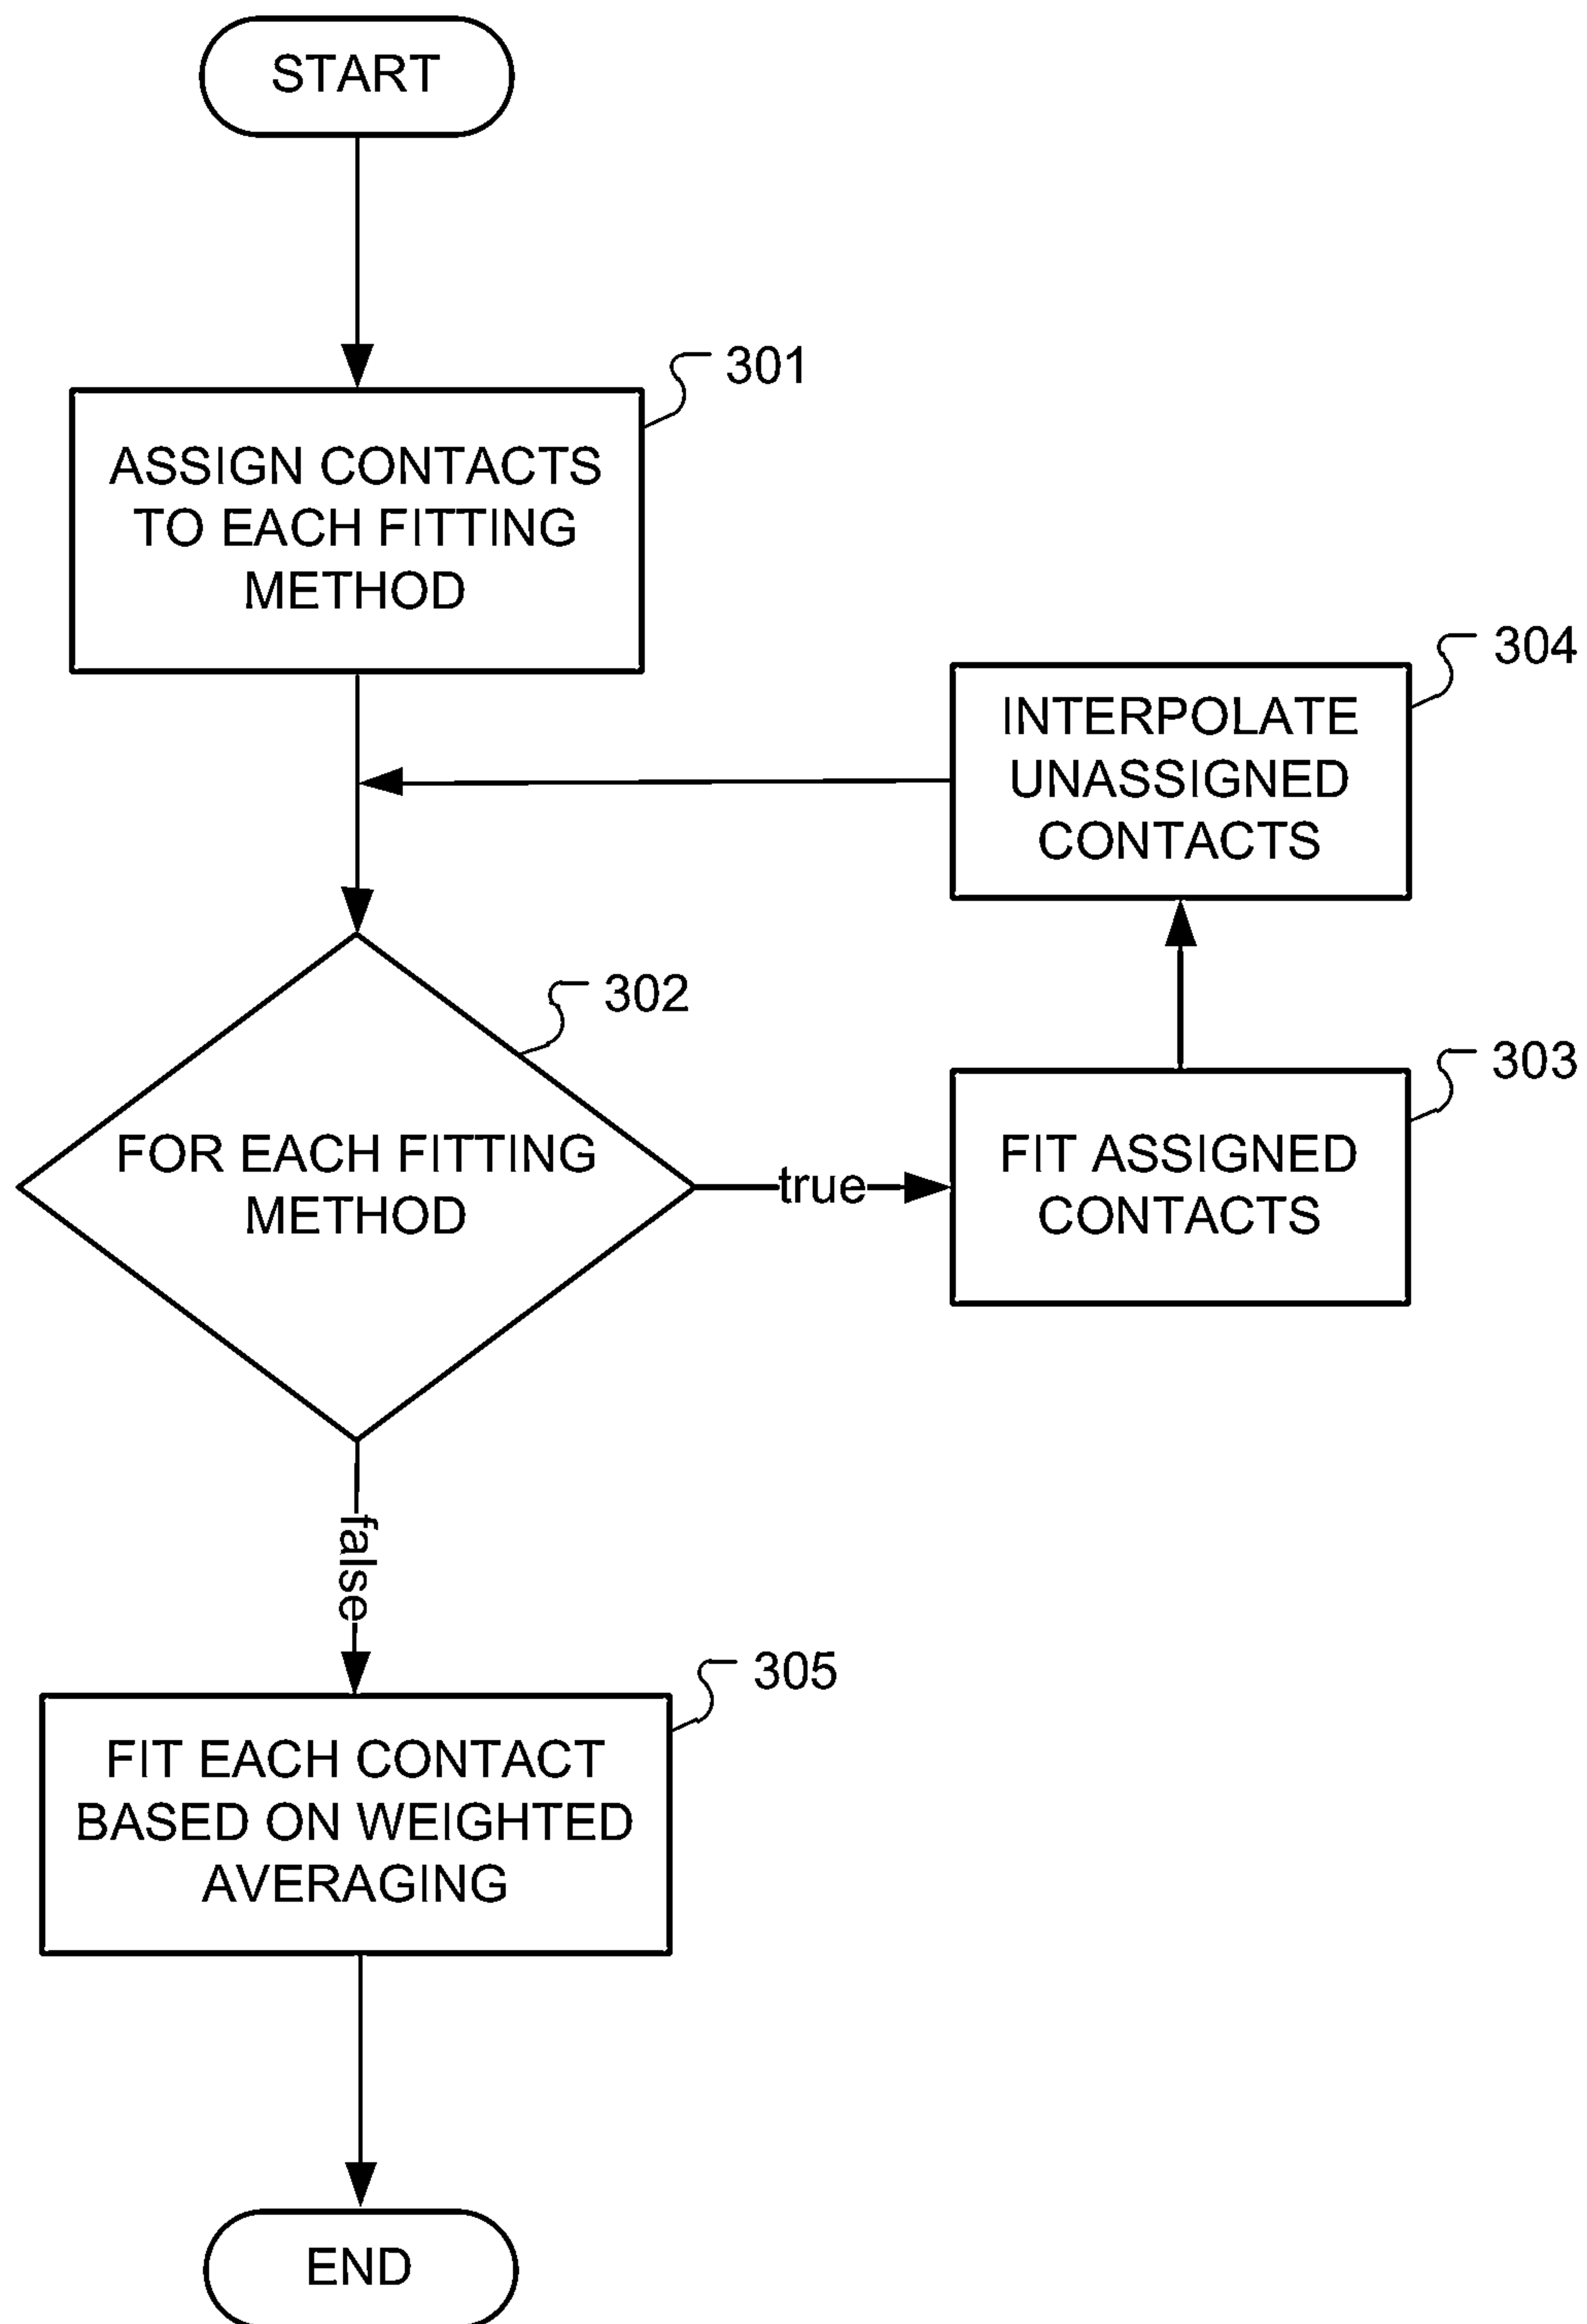 START
301
ASSIGN CONTACTS
TO EACH FITTING
METHOD
304
INTERPOLATE
UNASSIGNED
CONTACTS
302
FOR EACH FITTING
METHOD
true
303
FIT ASSIGNED
CONTACTS
false
305
FIT EACH CONTACT
BASED ON WEIGHTED
AVERAGING
END